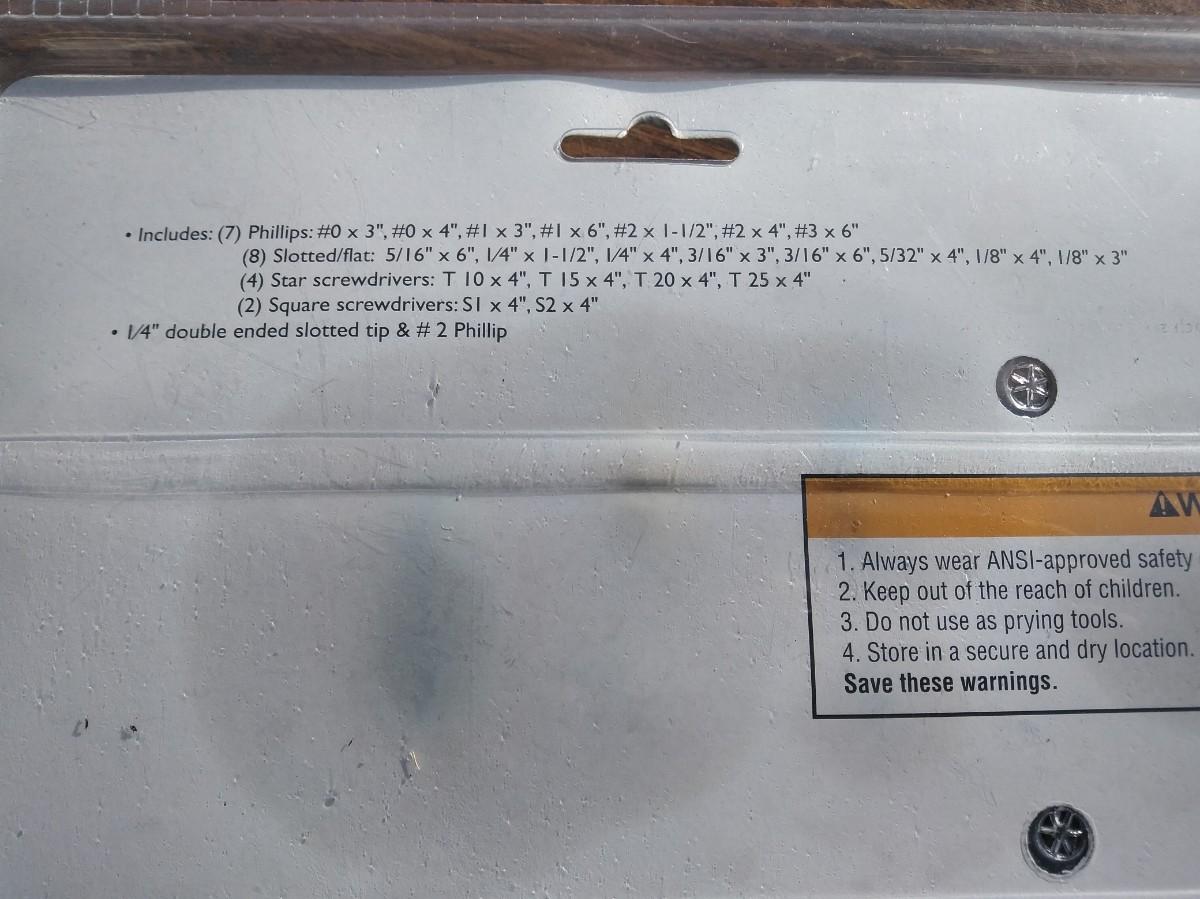 • Includes: (7) Phillips: #0 x 3", #0 x 4", #1 x 3", #1 x 6", #2 x 1-1/2", #2 x 4", #3 x 6"
(8) Slotted/flat: 5/16" x 6", 1/4" x 1-1/2", 1/4" x 4", 3/16" x 3", 3/16" x 6", 5/32" x 4", 1/8" x 4", 1/8" x 3"
(4) Star screwdrivers: T 10 x 4", T 15 x 4", T 20 x 4", T 25 x 4"
(2) Square screwdrivers: S1 x 4", S2 x 4"
• 1/4" double ended slotted tip & # 2 Phillip
⚠W
1. Always wear ANSI-approved safety
2. Keep out of the reach of children.
3. Do not use as prying tools.
4. Store in a secure and dry location.
Save these warnings.